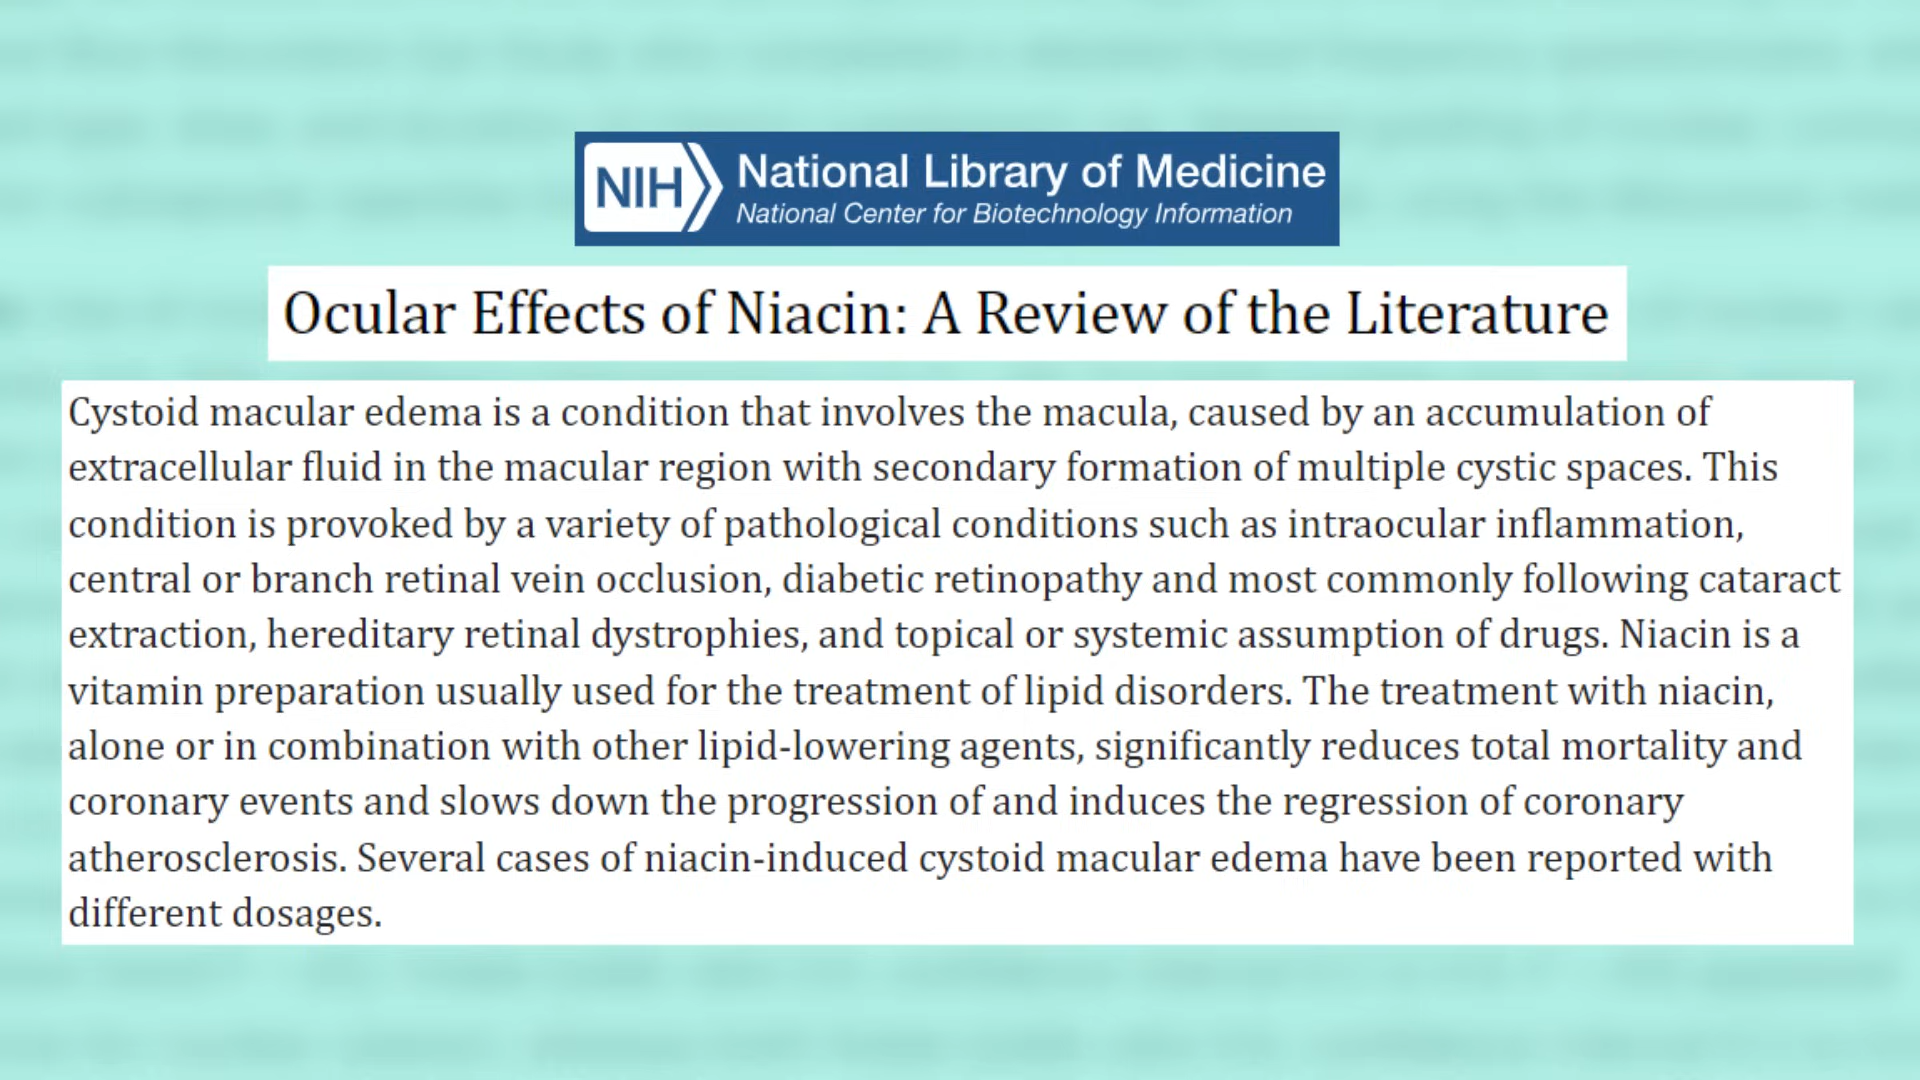 NIH National Library of Medicine
National Center for Biotechnology Information
Ocular Effects of Niacin: A Review of the Literature
Cystoid macular edema is a condition that involves the macula, caused by an accumulation of
extracellular fluid in the macular region with secondary formation of multiple cystic spaces. This
condition is provoked by a variety of pathological conditions such as intraocular inflammation,
central or branch retinal vein occlusion, diabetic retinopathy and most commonly following cataract
extraction, hereditary retinal dystrophies, and topical or systemic assumption of drugs. Niacin is a
vitamin preparation usually used for the treatment of lipid disorders. The treatment with niacin,
alone or in combination with other lipid-lowering agents, significantly reduces total mortality and
coronary events and slows down the progression of and induces the regression of coronary
atherosclerosis. Several cases of niacin-induced cystoid macular edema have been reported with
different dosages.